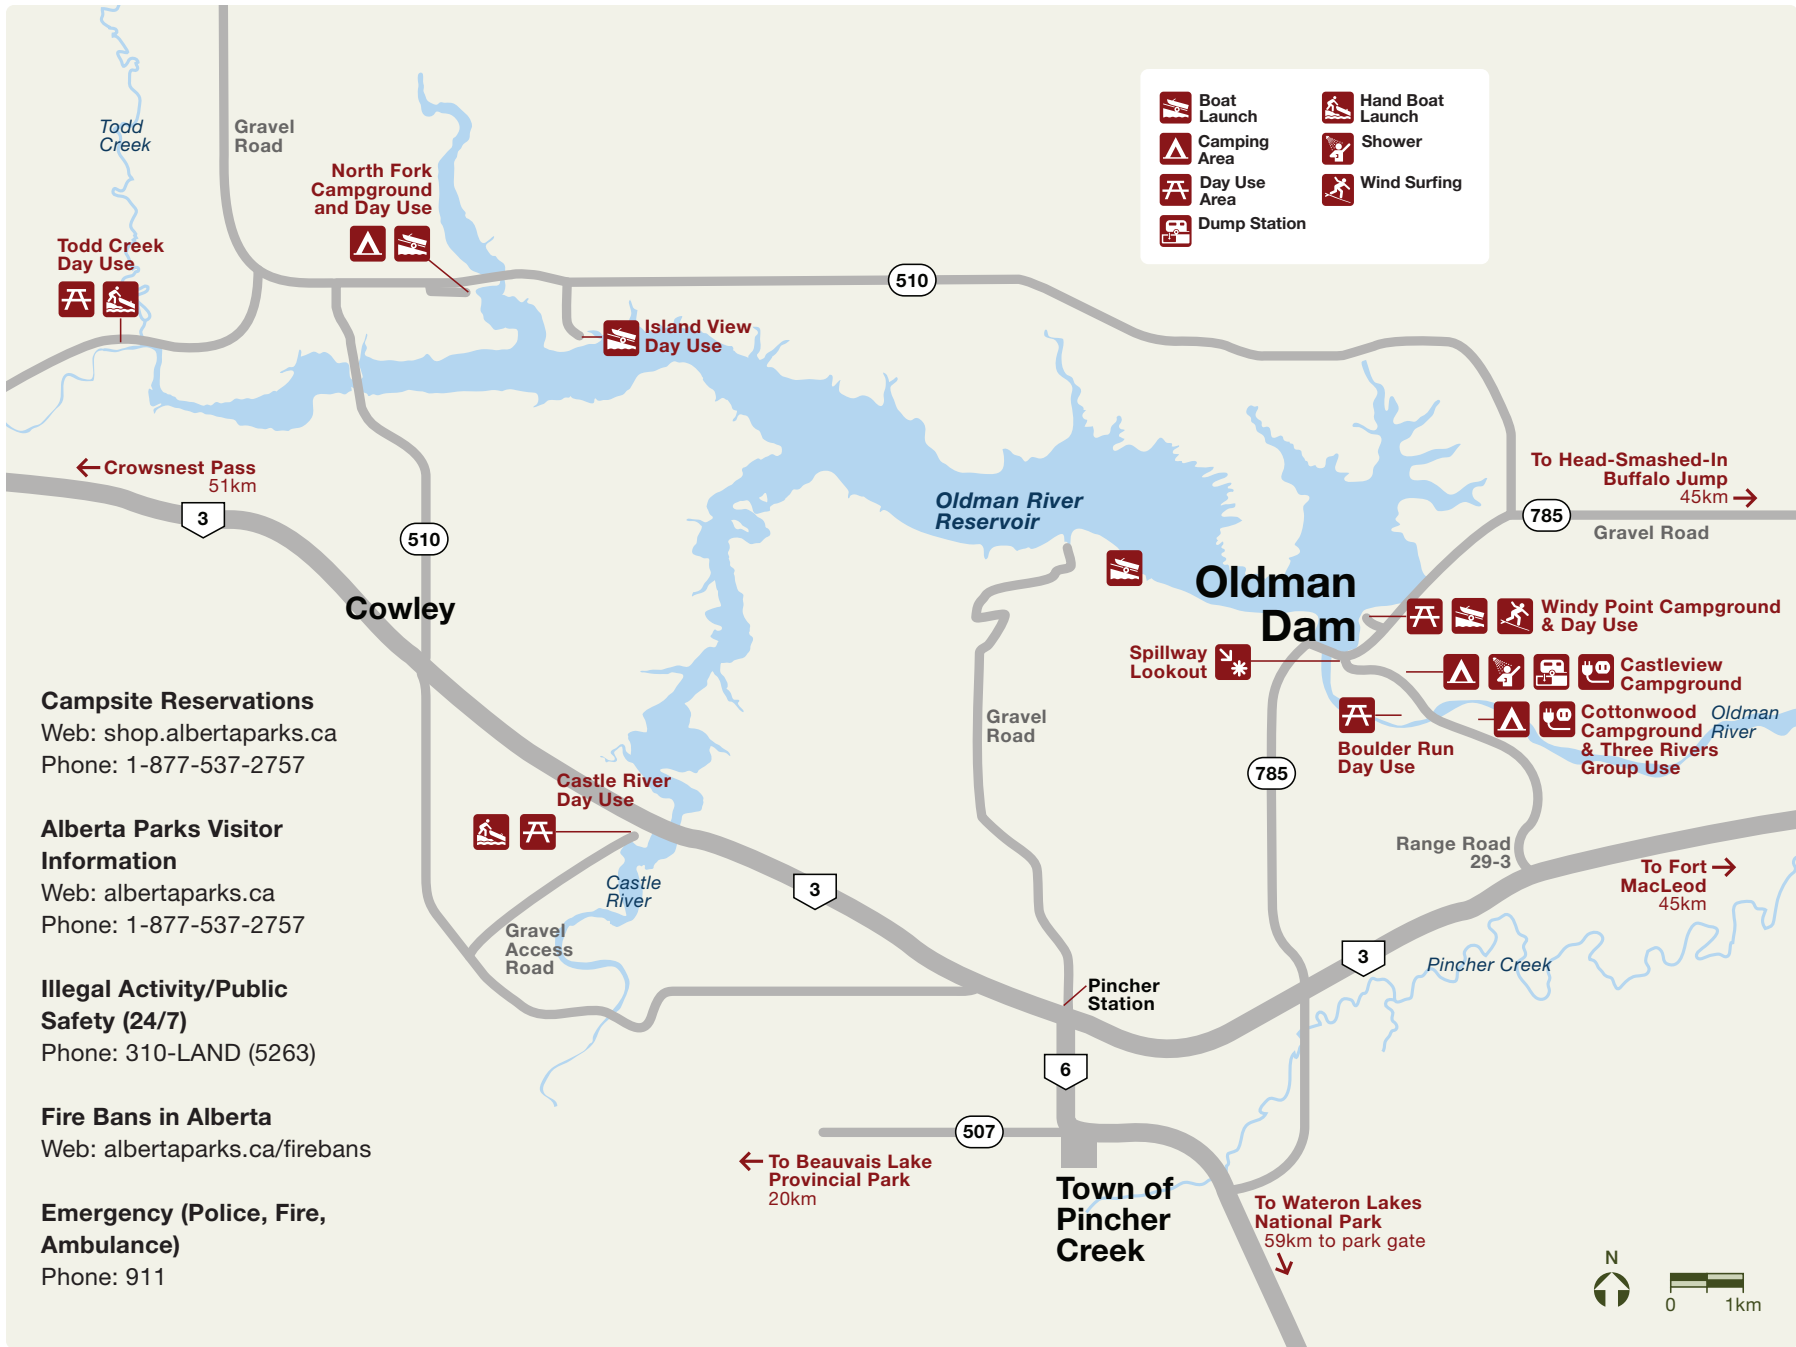 Todd
Creek
Gravel
Road
North Fork
Campground
and Day Use
Todd Creek
Day Use
Boat
Launch
Camping
Area
Day Use
Area
Dump Station
Hand Boat
Launch
Shower
Wind Surfing
510
Island View
Day Use
Crowsnest Pass
51km
3
510
Cowley
Oldman River
Reservoir
To Head-Smashed-In
Buffalo Jump
45km
785
Gravel Road
Oldman
Dam
Windy Point Campground
& Day Use
Spillway
Lookout
Castleview
Campground
Cottonwood
Campground
& Three Rivers
Group Use
Oldman
River
Boulder Run
Day Use
Gravel
Road
785
Castle River
Day Use
Range Road
29-3
To Fort
MacLeod
45km
Castle
River
3
Gravel
Access
Road
3
Pincher Creek
Pincher
Station
6
507
To Beauvais Lake
Provincial Park
20km
Town of
Pincher
Creek
To Wateron Lakes
National Park
59km to park gate
Campsite Reservations
Web: shop.albertaparks.ca
Phone: 1-877-537-2757
Alberta Parks Visitor
Information
Web: albertaparks.ca
Phone: 1-877-537-2757
Illegal Activity/Public
Safety (24/7)
Phone: 310-LAND (5263)
Fire Bans in Alberta
Web: albertaparks.ca/firebans
Emergency (Police, Fire,
Ambulance)
Phone: 911
N
0 1km